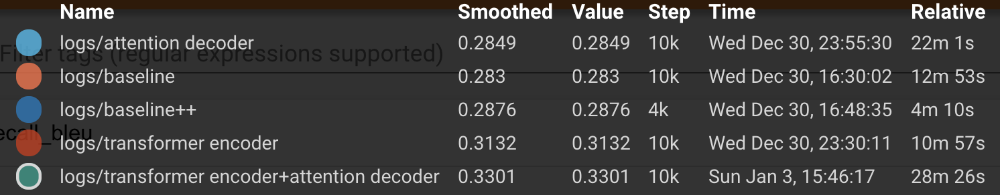 Name Smoothed Value Step Time Relative
logs/attention decoder 0.2849 0.2849 10k Wed Dec 30, 23:55:30 22m 1s
Filter tags (regular expressions supported)
logs/baseline 0.283 0.283 10k Wed Dec 30, 16:30:02 12m 53s
logs/baseline++ 0.2876 0.2876 4k Wed Dec 30, 16:48:35 4m 10s
ecall_bleu
logs/transformer encoder 0.3132 0.3132 10k Wed Dec 30, 23:30:11 10m 57s
logs/transformer encoder+attention decoder 0.3301 0.3301 10k Sun Jan 3, 15:46:17 28m 26s